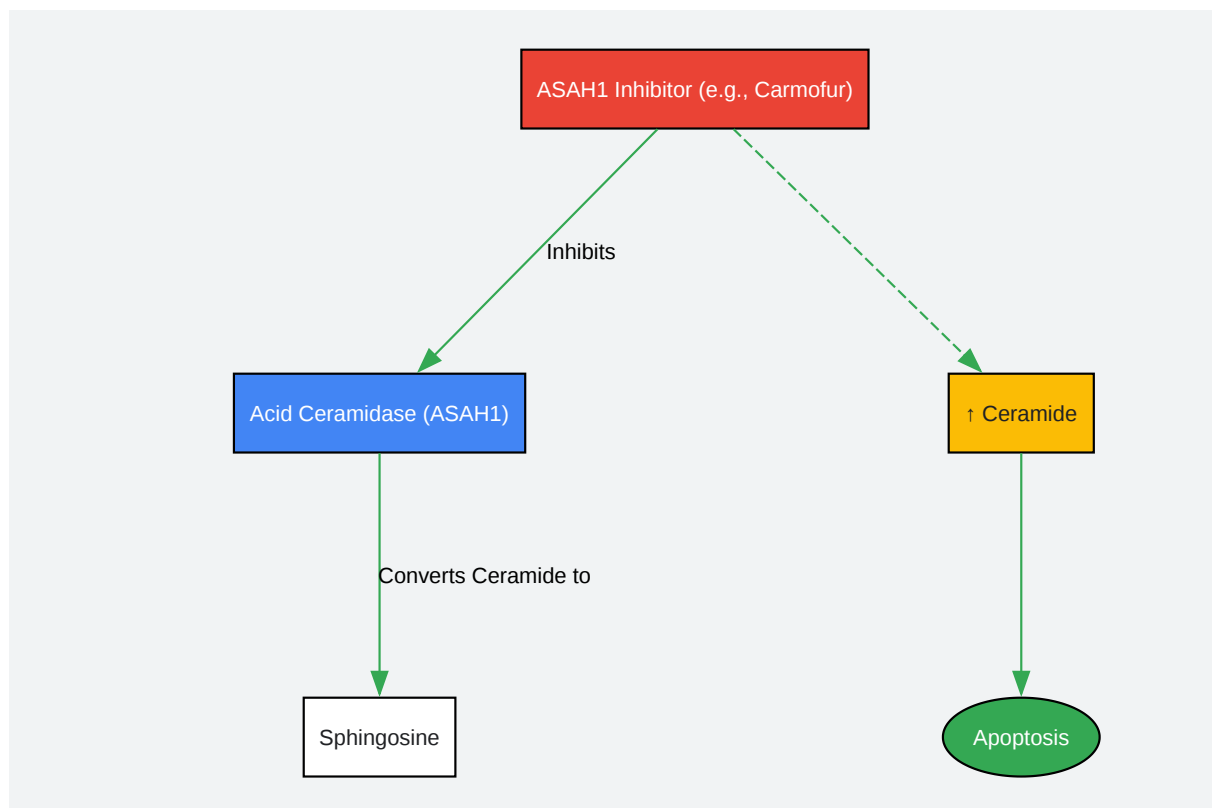 ASAH1 Inhibitor (e.g., Carmofur)
Inhibits
Acid Ceramidase (ASAH1)
↑ Ceramide
Converts Ceramide to
Sphingosine
Apoptosis